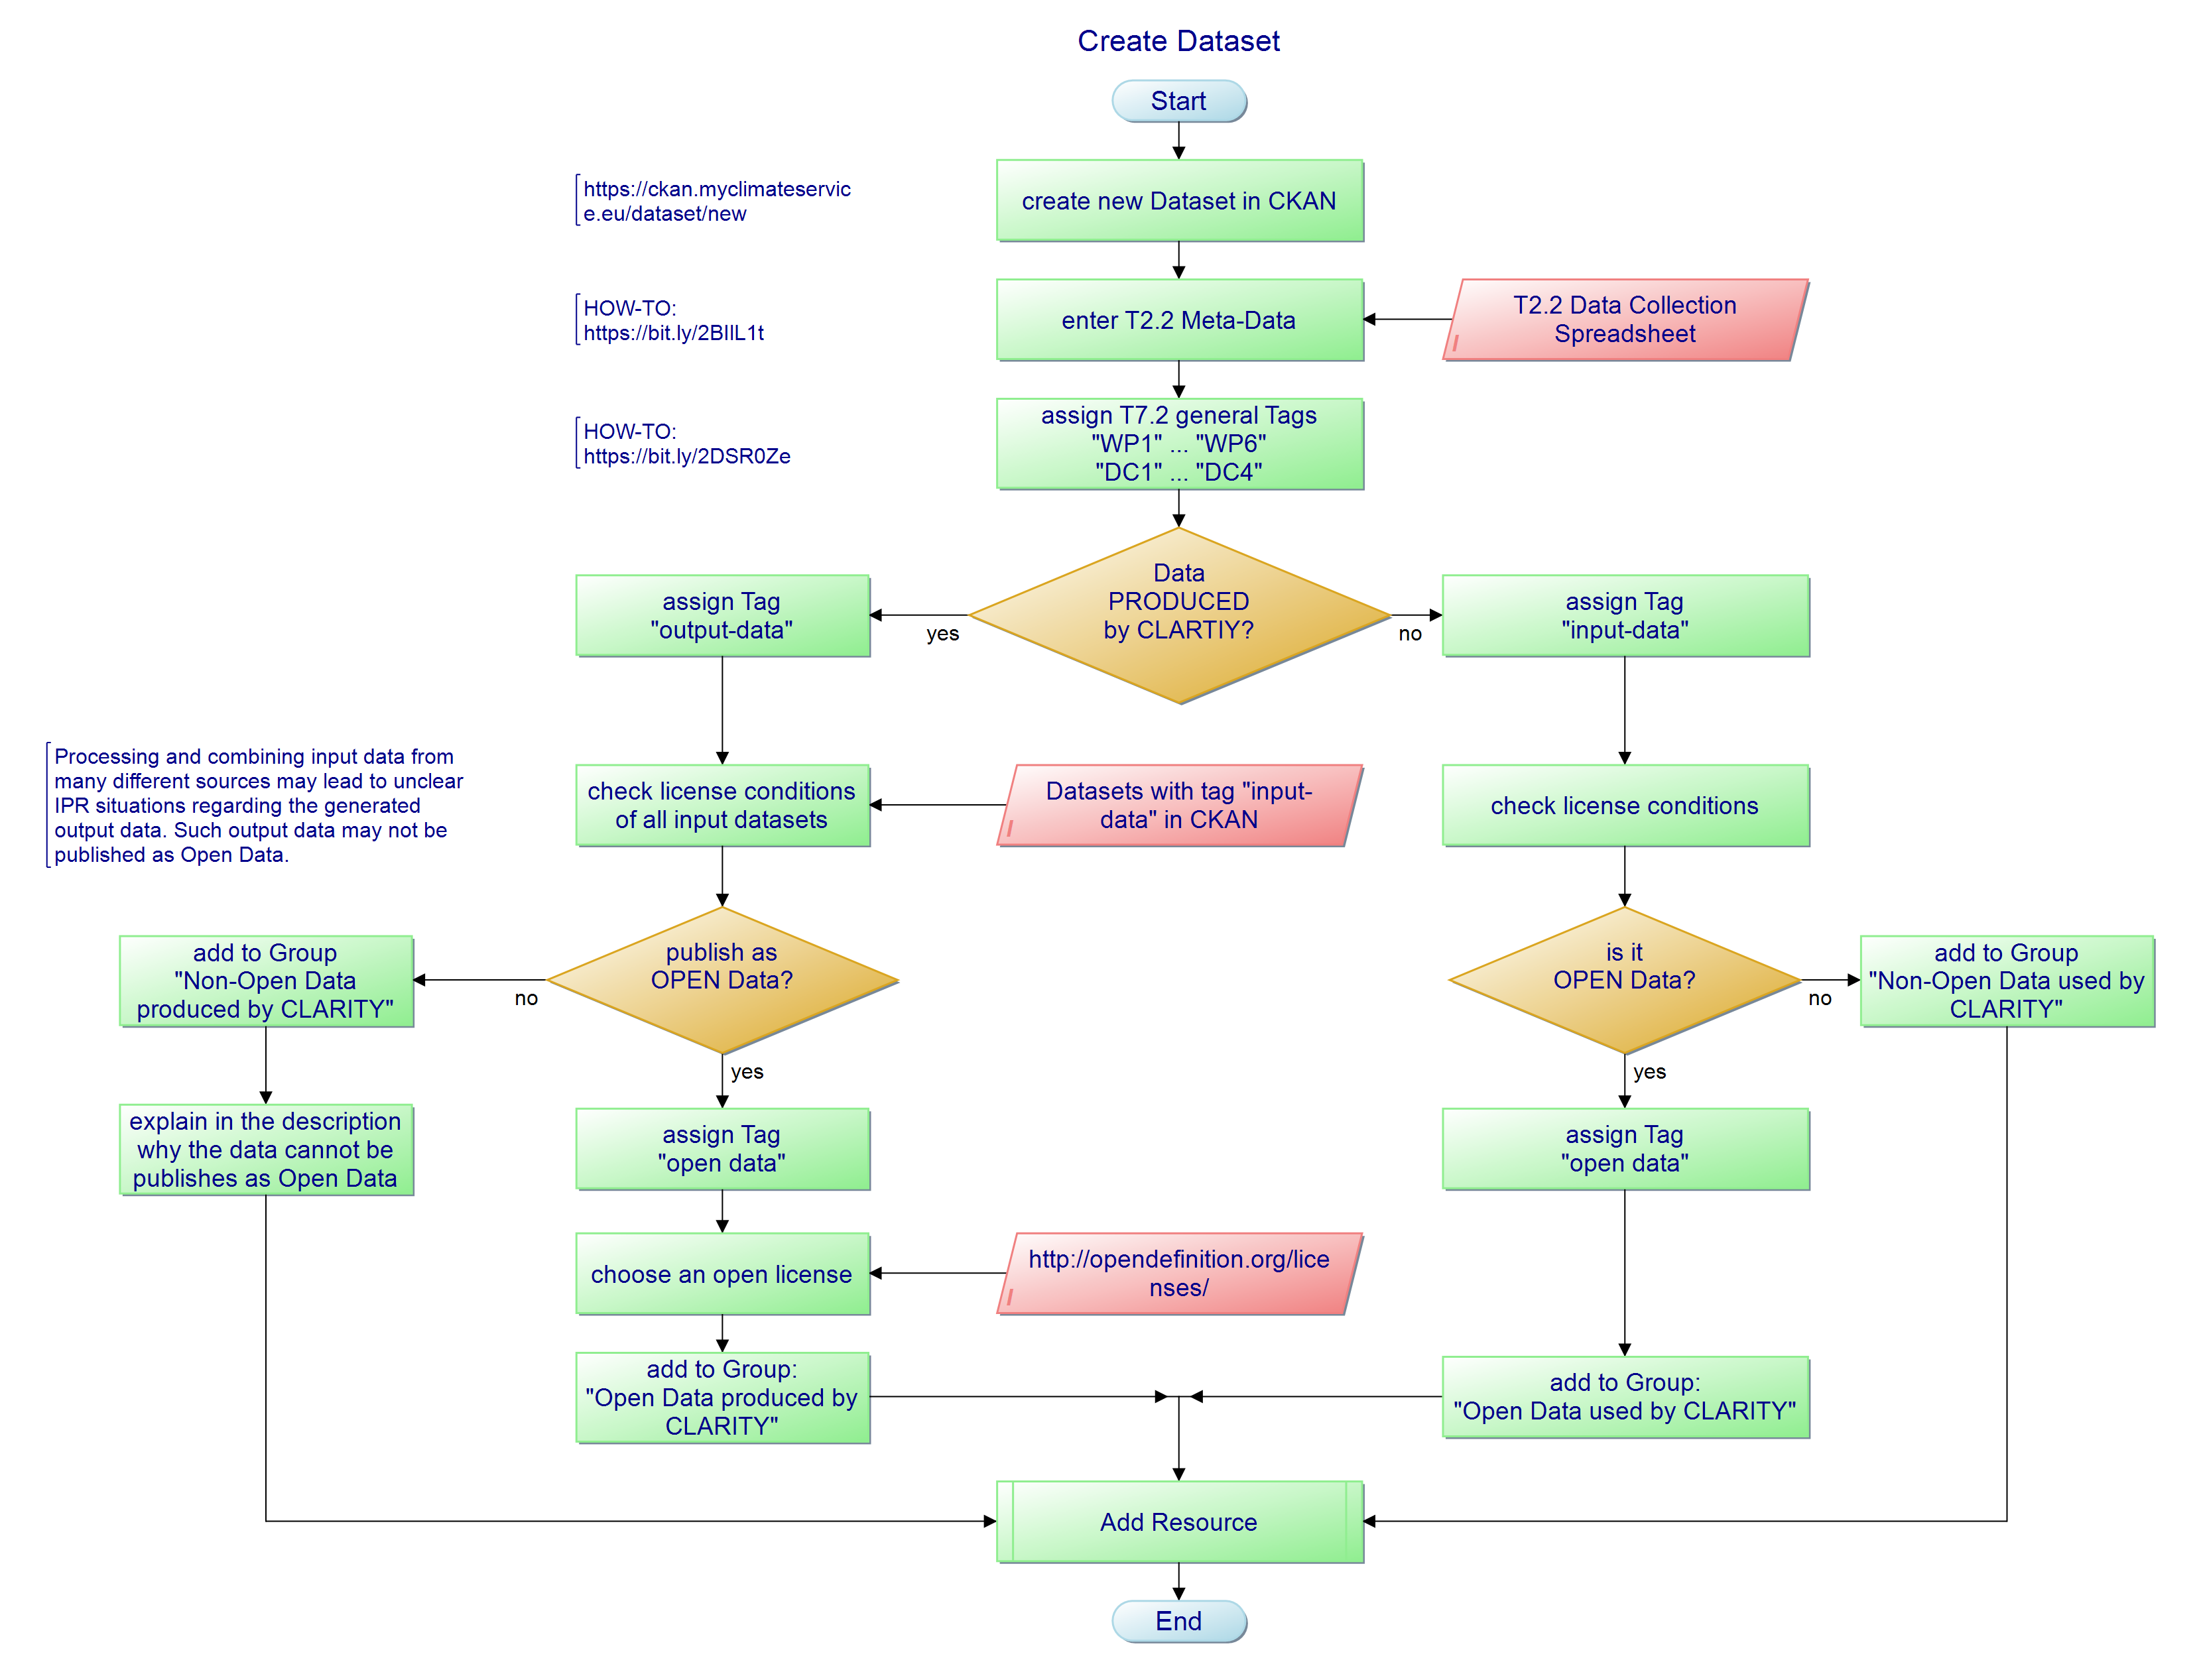 Create Dataset
Start
https://ckan.myclimateservic
e.eu/dataset/new
create new Dataset in CKAN
HOW-TO:
https://bit.ly/2BIIL1t
enter T2.2 Meta-Data
T2.2 Data Collection
Spreadsheet
HOW-TO:
https://bit.ly/2DSR0Ze
assign T7.2 general Tags
"WP1" ... "WP6"
"DC1" ... "DC4"
Data
PRODUCED
by CLARTIY?
yes
no
assign Tag
"output-data"
assign Tag
"input-data"
Processing and combining input data from
many different sources may lead to unclear
IPR situations regarding the generated
output data. Such output data may not be
published as Open Data.
check license conditions
of all input datasets
Datasets with tag "input-
data" in CKAN
check license conditions
add to Group
"Non-Open Data
produced by CLARITY"
no
publish as
OPEN Data?
yes
is it
OPEN Data?
no
yes
add to Group
"Non-Open Data used by
CLARITY"
explain in the description
why the data cannot be
publishes as Open Data
assign Tag
"open data"
assign Tag
"open data"
choose an open license
http://opendefinition.org/lice
nses/
add to Group:
"Open Data produced by
CLARITY"
add to Group:
"Open Data used by CLARITY"
Add Resource
End